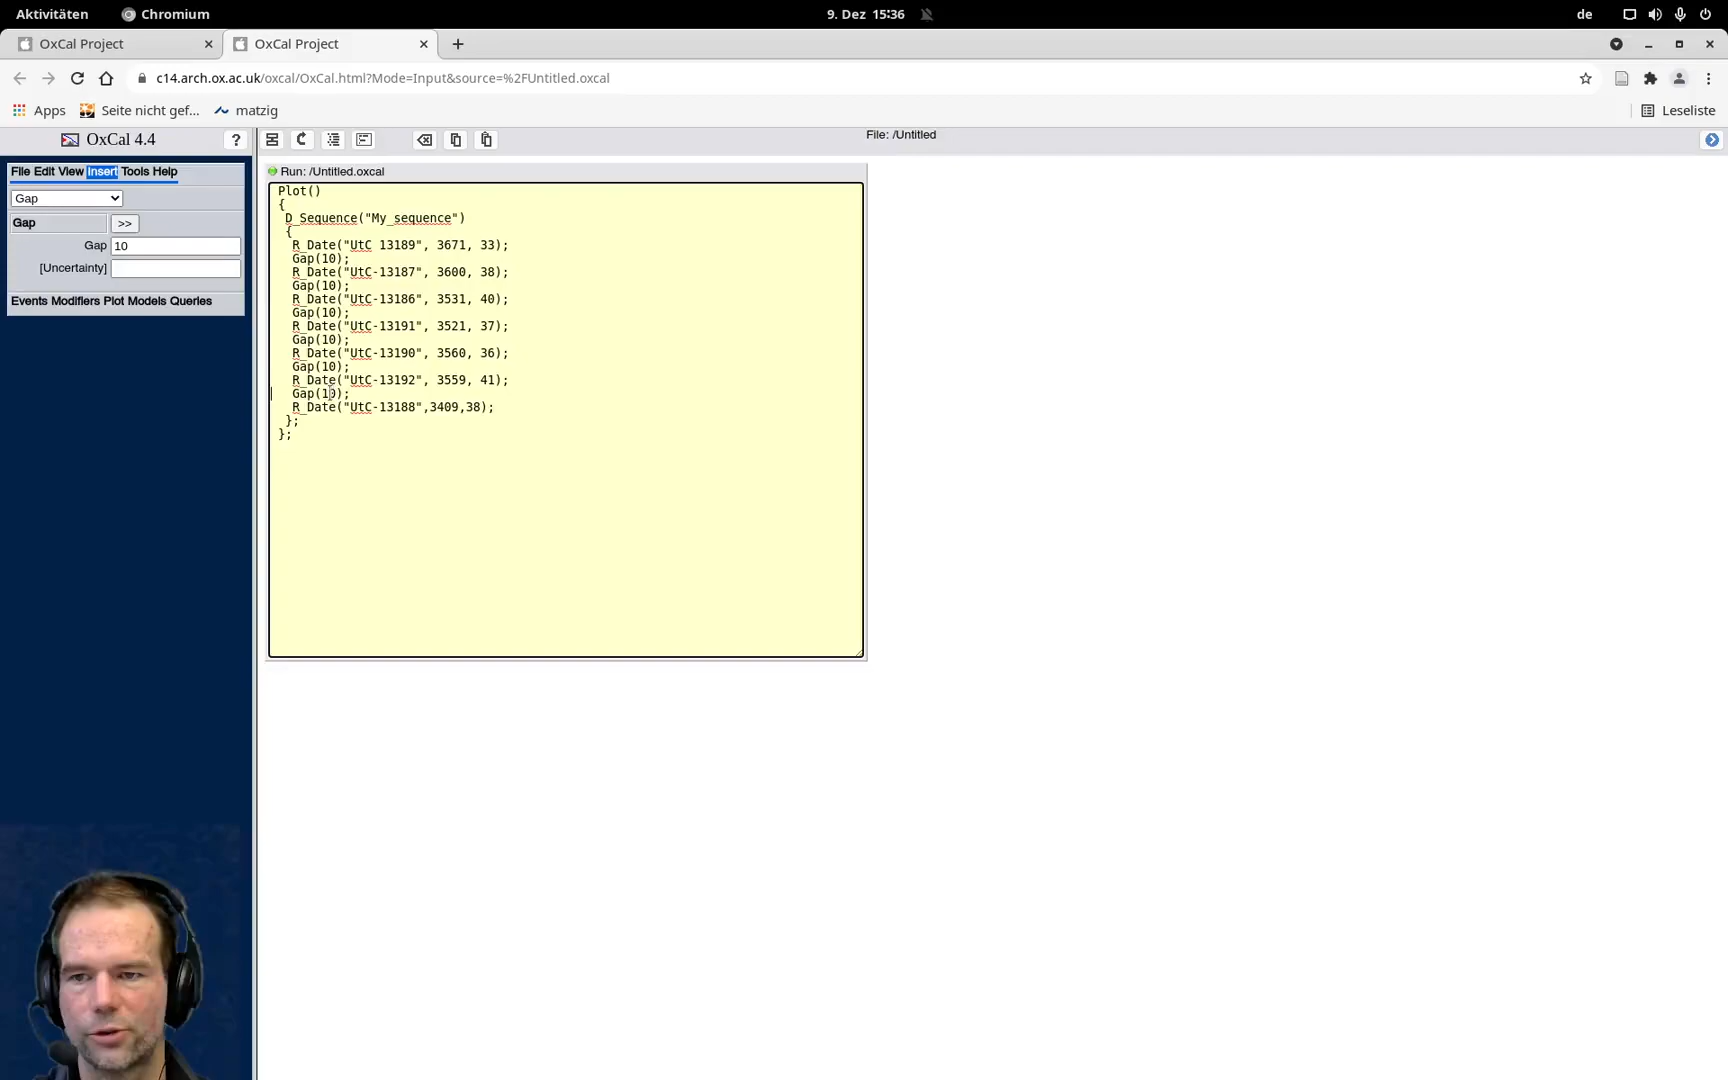 Aktivitäten Chromium 9. Dez 15:36 de
OxCal Project OxCal Project
c14.arch.ox.ac.uk/oxcal/OxCal.html?Mode=Input&source=%2FUntitled.oxcal
Apps Seite nicht gef... matzig Leseliste
OxCal 4.4 ? File: /Untitled
File Edit View Insert Tools Help
Gap
Gap >>
Gap 10
[Uncertainty]
Events Modifiers Plot Models Queries
Run: /Untitled.oxcal
Plot()
{
D_Sequence("My_sequence")
{
R_Date("UtC 13189", 3671, 33);
Gap(10);
R_Date("UtC-13187", 3600, 38);
Gap(10);
R_Date("UtC-13186", 3531, 40);
Gap(10);
R_Date("UtC-13191", 3521, 37);
Gap(10);
R_Date("UtC-13190", 3560, 36);
Gap(10);
R_Date("UtC-13192", 3559, 41);
Gap(10);
R_Date("UtC-13188",3409,38);
};
};